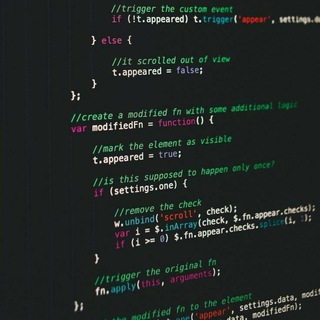 //trigger the custom event
if (!t.appeared) t.trigger('appear', settings.d
} else {
//it scrolled out of view
t.appeared = false;
}
};
//create a modified fn with some additional logic
var modifiedFn = function() {
//mark the element as visible
t.appeared = true;
//is this supposed to happen only once?
if (settings.one) {
//remove the check
w.unbind('scroll', check);
var i = $.inArray(check, $.fn.appear.checks);
if (i >= 0) $.fn.appear.checks.splice(i, 1);
}
//trigger the original fn
fn.apply(this, arguments);
};
the modified fn to the element
one('appear', settings.data, modif
data, modifiedFn);